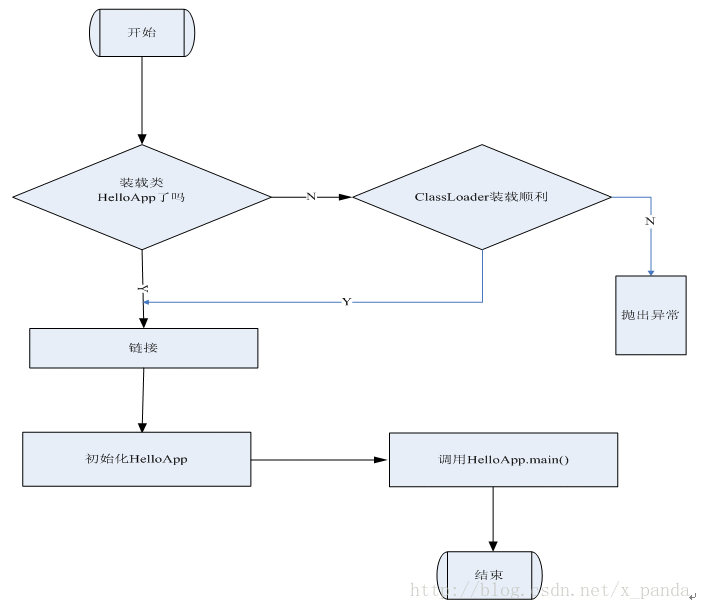 开始
装载类
HelloApp了吗
N
ClassLoader装载顺利
N
Y
Y
抛出异常
链接
初始化HelloApp
调用HelloApp.main()
结束
http://blog.csdn.net/x_panda